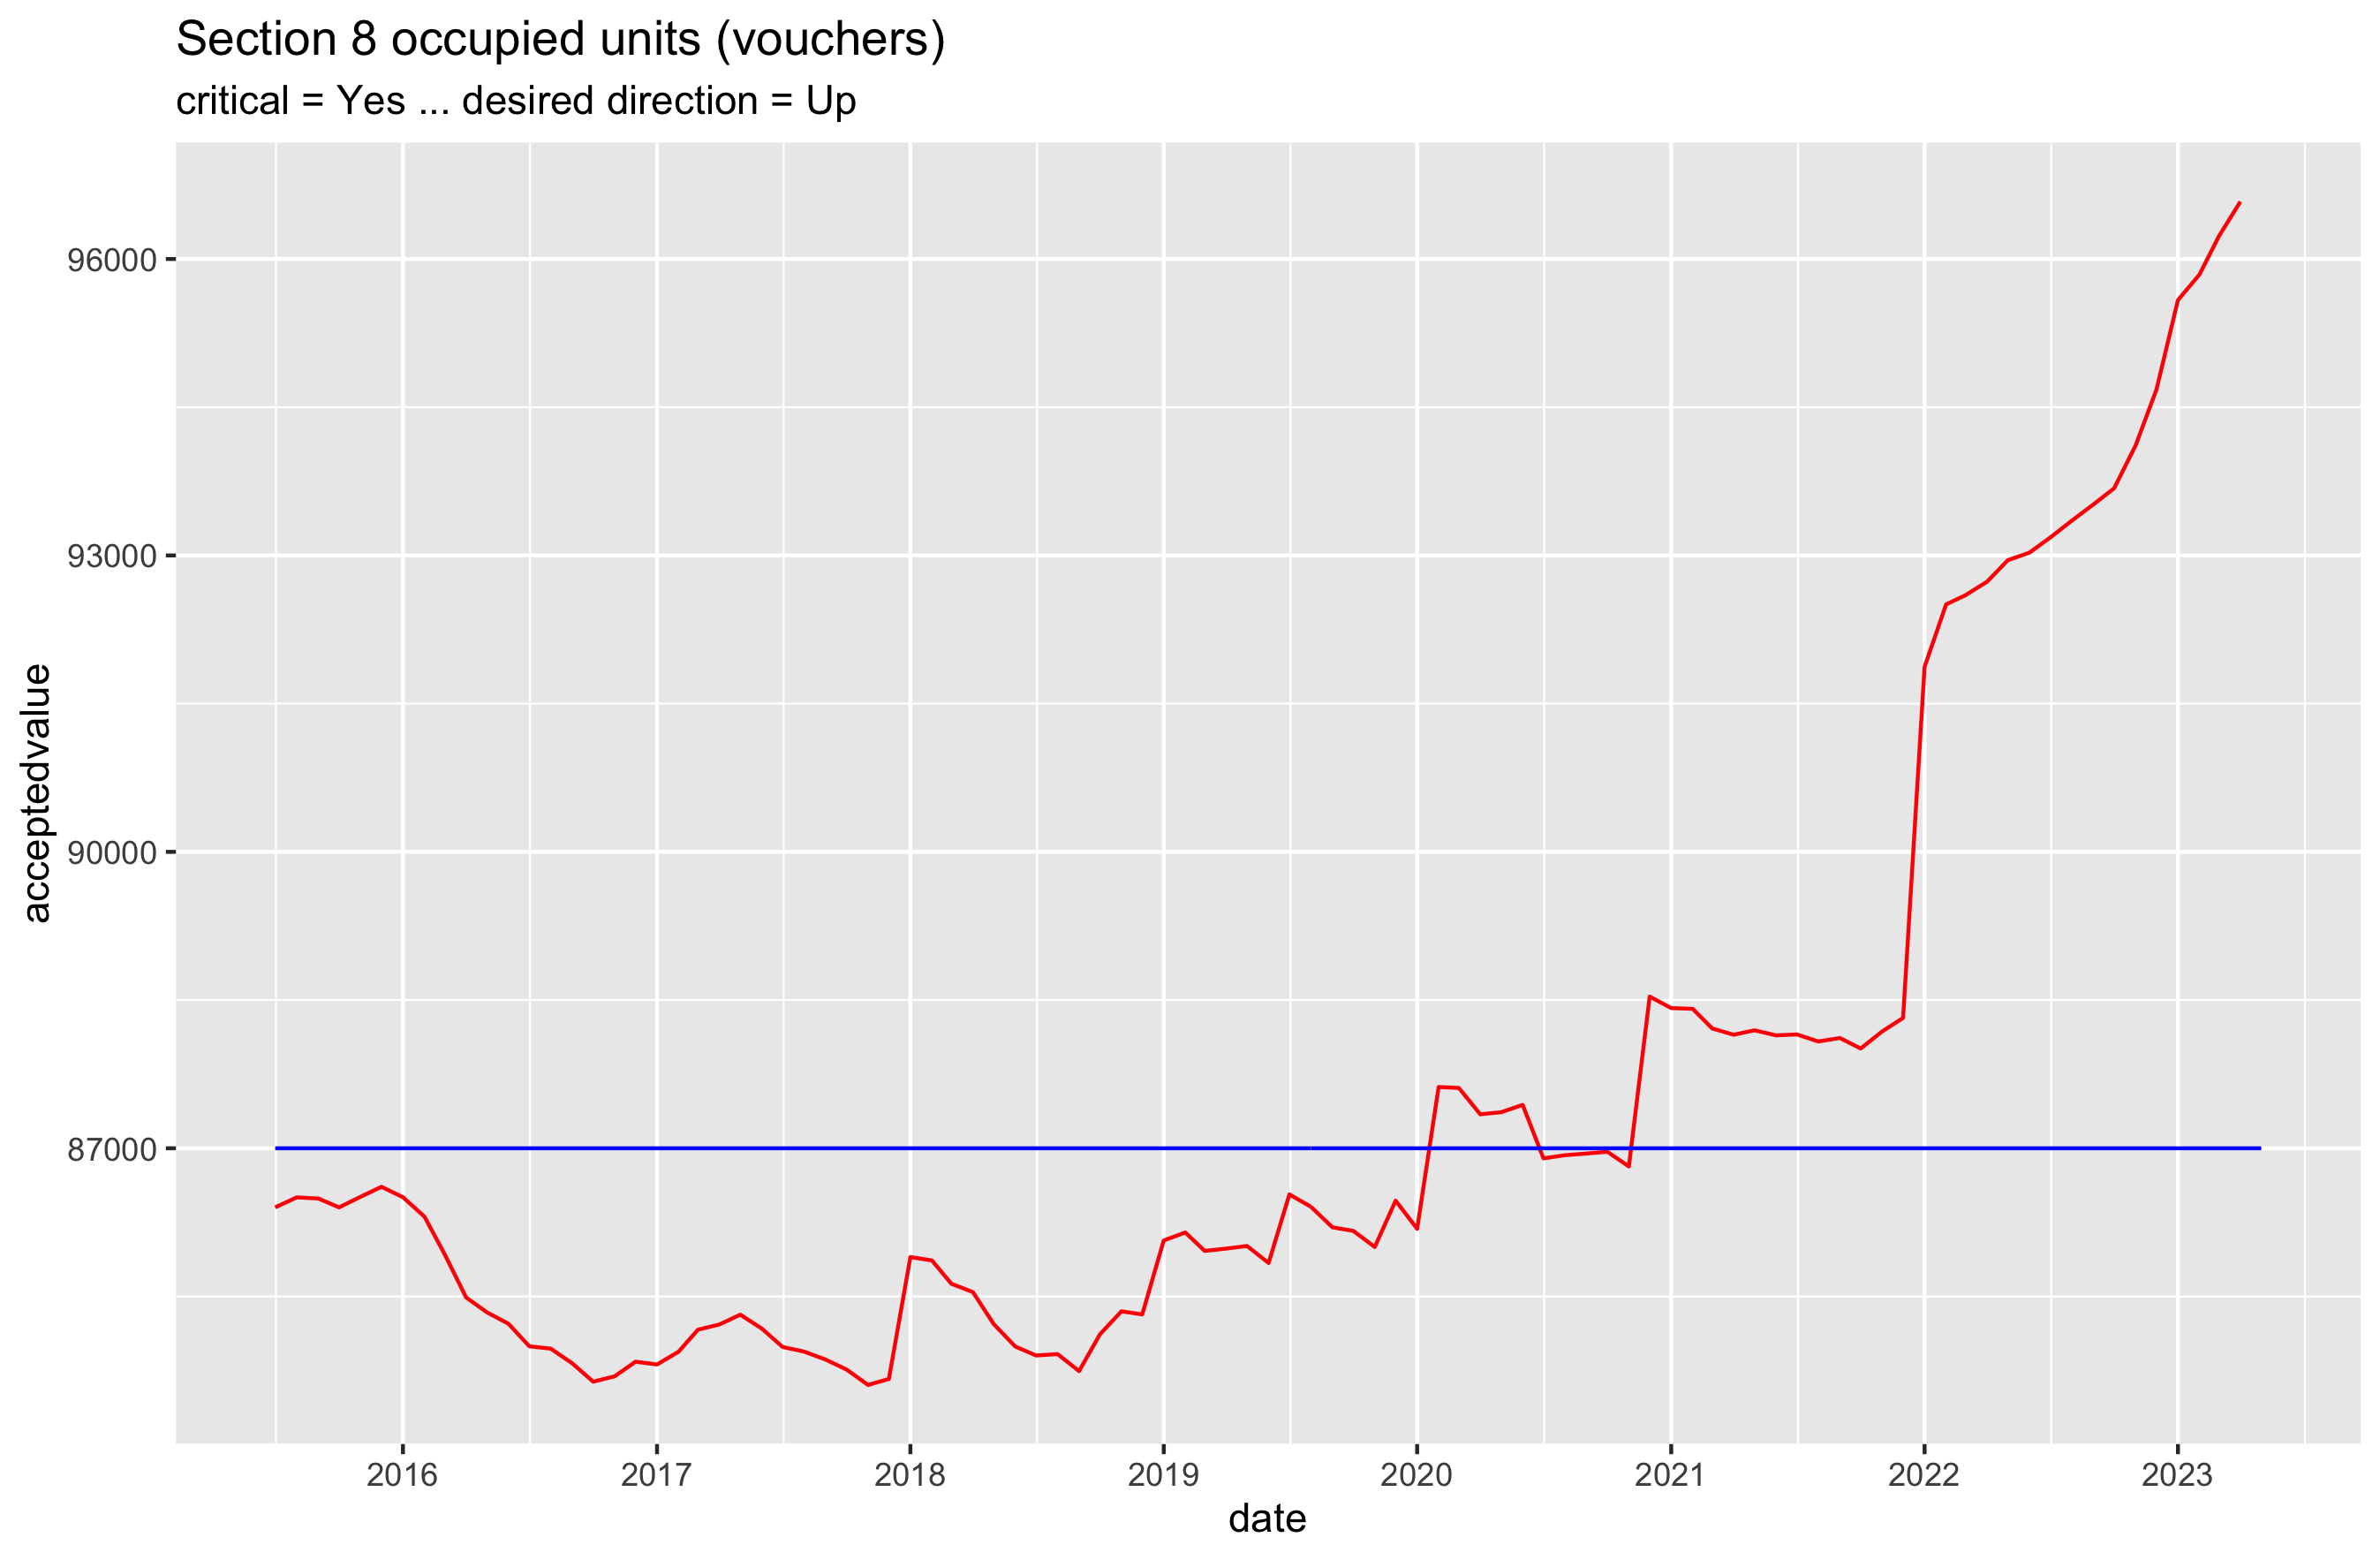 Section 8 occupied units (vouchers)
critical = Yes ... desired direction = Up
acceptedvalue
96000
93000
90000
87000
2016 2017 2018 2019 2020 2021 2022 2023
date